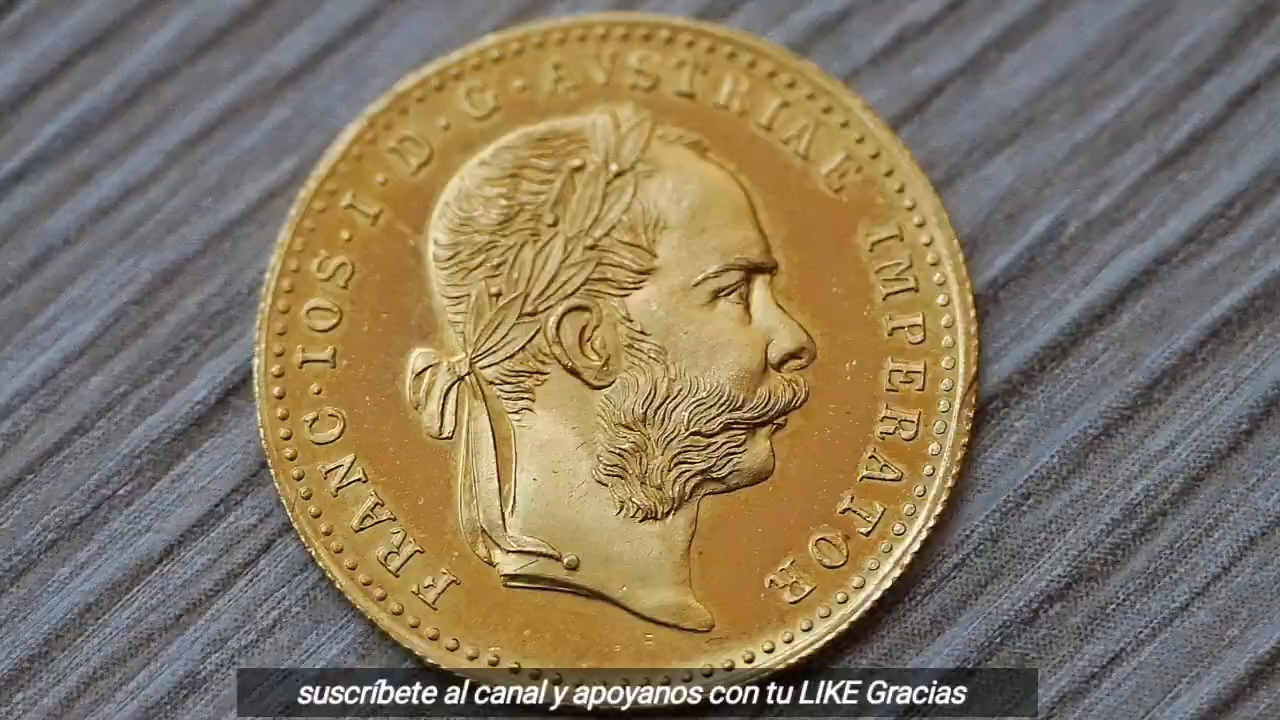 FRANC·IOS·I·D·G·AVSTRIAE IMPERATOR
suscríbete al canal y apoyanos con tu LIKE Gracias